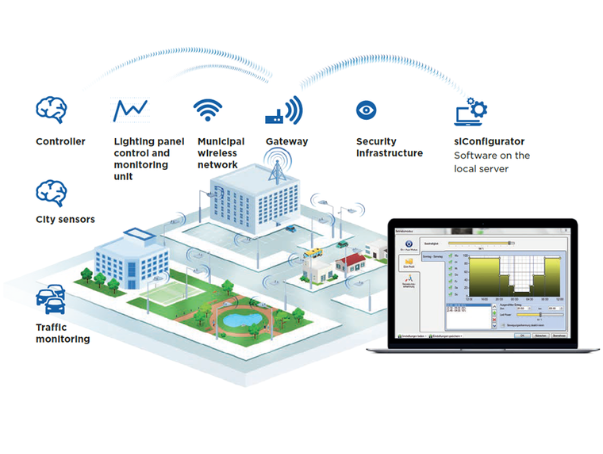 Controller
Lighting panel
control and
monitoring
unit
Municipal
wireless
network
Gateway
Security
Infrastructure
slConfigurator
Software on the
local server
City sensors
Traffic
monitoring